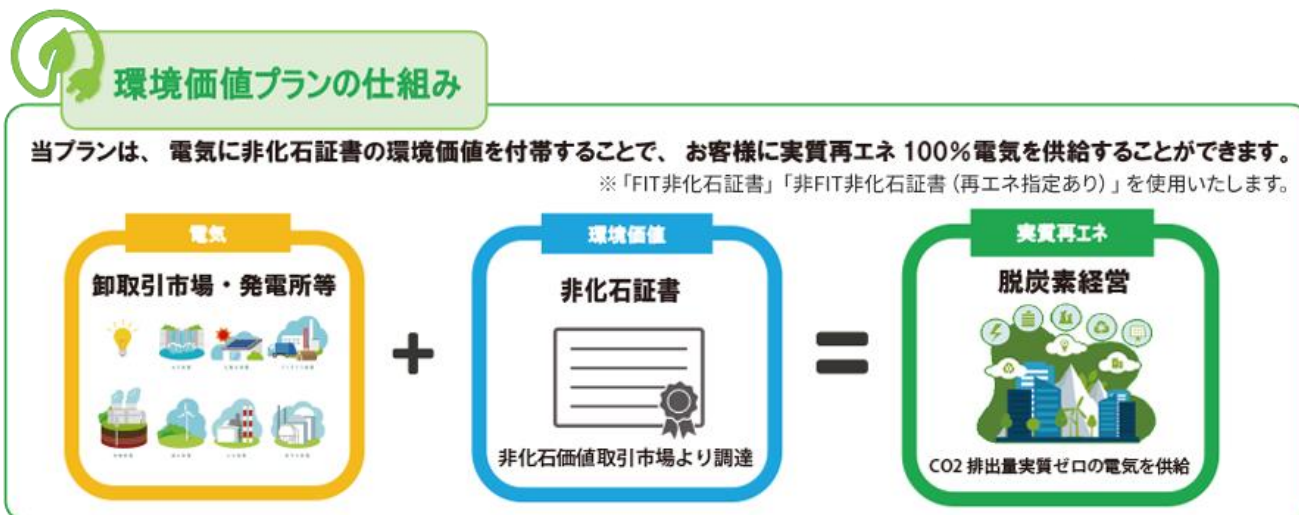 環境価値プランの仕組み
当プランは、電気に非化石証書の環境価値を付帯することで、お客様に実質再エネ100%電気を供給することができます。
※「FIT非化石証書」「非FIT非化石証書（再エネ指定あり）」を使用いたします。
電気
卸取引市場・発電所等
環境価値
非化石証書
非化石価値取引市場より調達
実質再エネ
脱炭素経営
CO2排出量実質ゼロの電気を供給